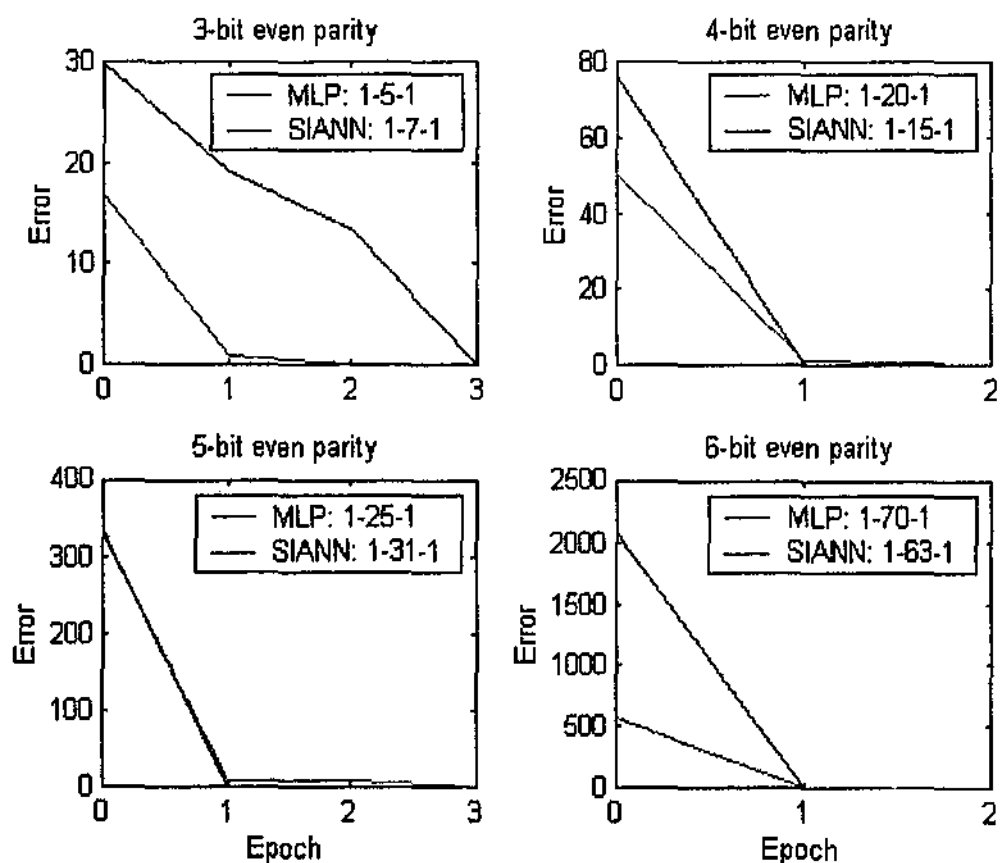 3-bit even parity
30
20
10
0
Error
MLP: 1-5-1
SIANN: 1-7-1
0 1 2 3
4-bit even parity
80
60
40
20
0
Error
MLP: 1-20-1
SIANN: 1-15-1
0 1 2
5-bit even parity
400
300
200
100
0
Error
MLP: 1-25-1
SIANN: 1-31-1
0 1 2 3
Epoch
6-bit even parity
2500
2000
1500
1000
500
0
Error
MLP: 1-70-1
SIANN: 1-63-1
0 1 2
Epoch